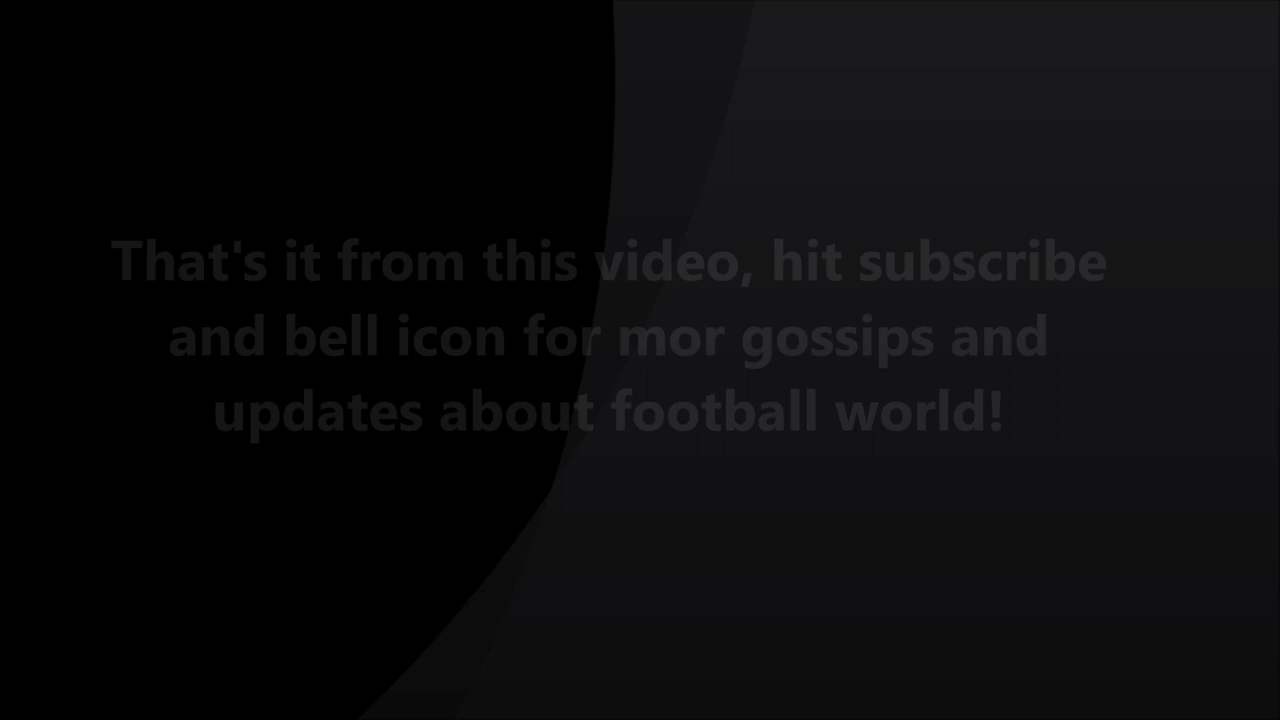 That's it from this video, hit subscribe
and bell icon for mor gossips and
updates about football world!